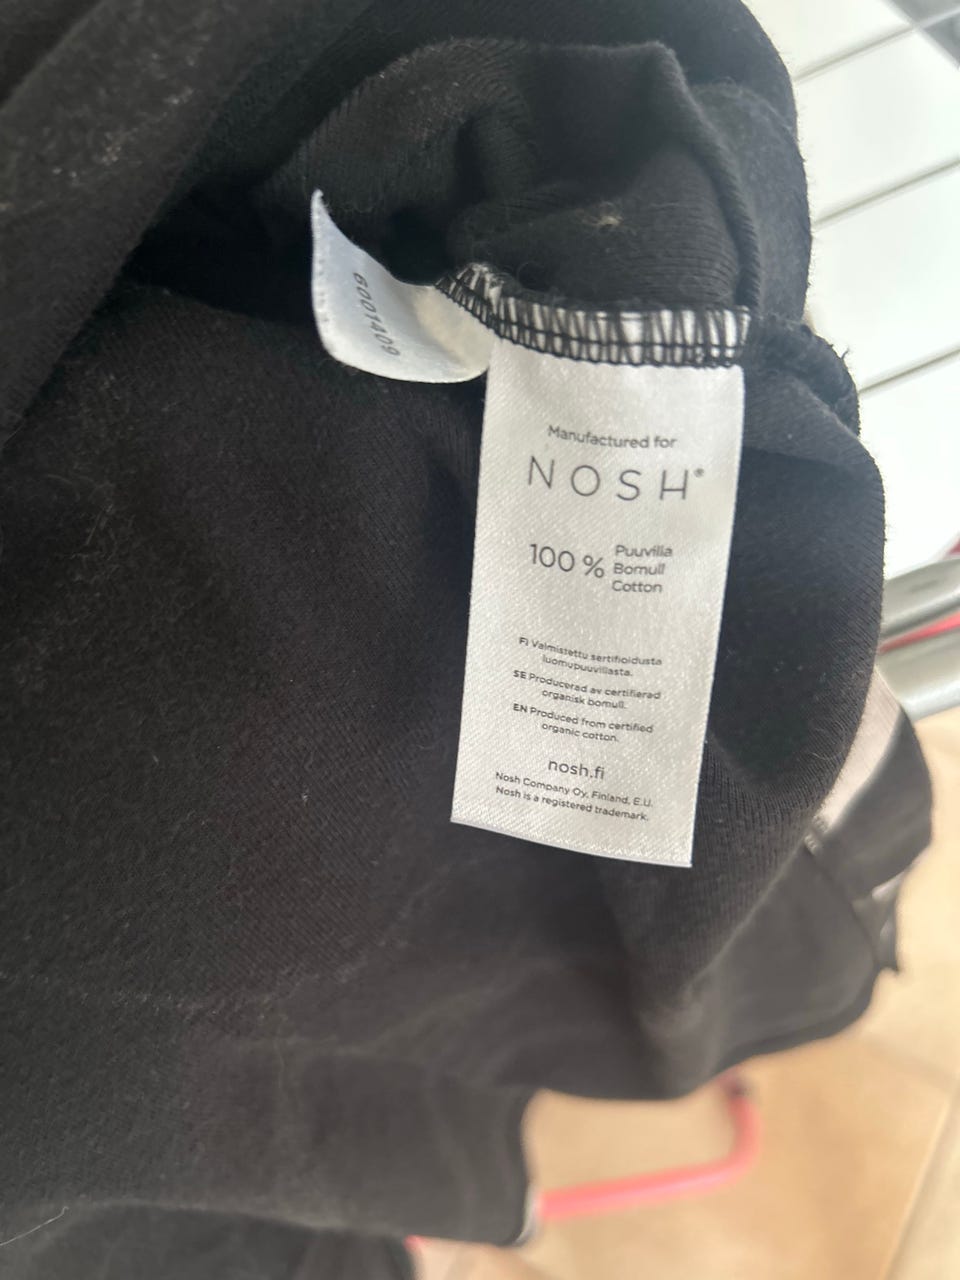 6001409
Manufactured for
NOSH®
100 % Puuvilla
Bomull
Cotton
FI Valmistettu sertifioidusta
luomupuuvillasta.
SE Producerad av certifierad
organisk bomull.
EN Produced from certified
organic cotton.
nosh.fi
Nosh Company Oy, Finland, E.U.
Nosh is a registered trademark.